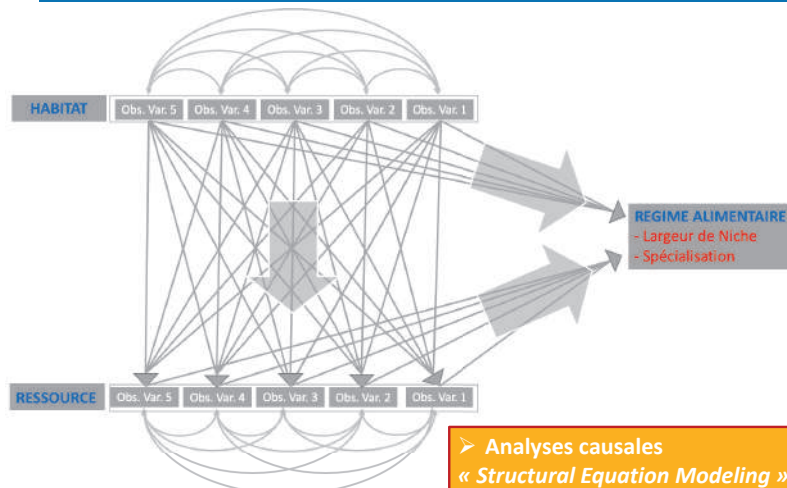 HABITAT
Obs. Var. 5 Obs. Var. 4 Obs. Var. 3 Obs. Var. 2 Obs. Var. 1
REGIME ALIMENTAIRE
- Largeur de Niche
- Spécialisation
RESSOURCE
Obs. Var. 5 Obs. Var. 4 Obs. Var. 3 Obs. Var. 2 Obs. Var. 1
➢ Analyses causales
« Structural Equation Modeling »